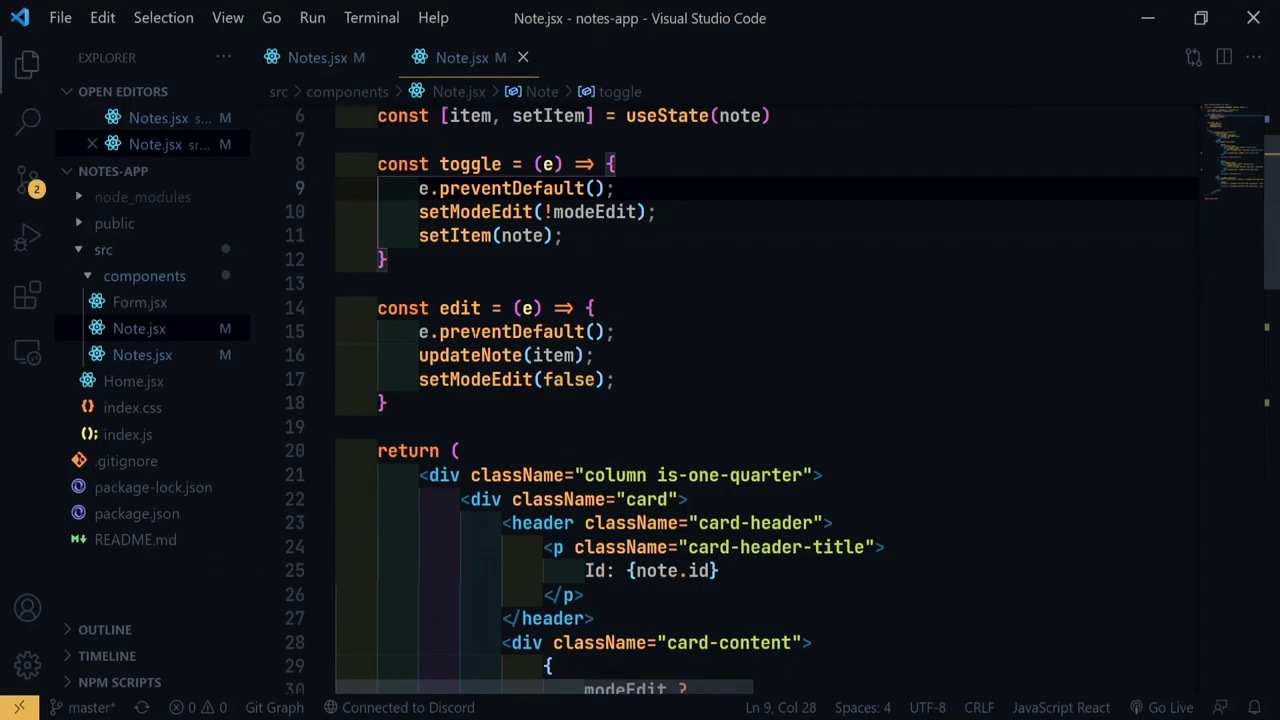 File Edit Selection View Go Run Terminal Help Note.jsx - notes-app - Visual Studio Code
EXPLORER
Notes.jsx M
Note.jsx M
OPEN EDITORS
Notes.jsx s... M
Note.jsx sr... M
NOTES-APP
node_modules
public
src
components
Form.jsx
Note.jsx M
Notes.jsx M
Home.jsx
index.css
index.js
.gitignore
package-lock.json
package.json
README.md
OUTLINE
TIMELINE
NPM SCRIPTS
2
src > components > Note.jsx > Note > toggle
6 const [item, setItem] = useState(note)
7
8 const toggle = (e) => {
9 e.preventDefault();
10 setModeEdit(!modeEdit);
11 setItem(note);
12 }
13
14 const edit = (e) => {
15 e.preventDefault();
16 updateNote(item);
17 setModeEdit(false);
18 }
19
20 return (
21 <div className="column is-one-quarter">
22 <div className="card">
23 <header className="card-header">
24 <p className="card-header-title">
25 Id: {note.id}
26 </p>
27 </header>
28 <div className="card-content">
29 {
30 modeEdit ?
master* 0 0 Git Graph Connected to Discord Ln 9, Col 28 Spaces: 4 UTF-8 CRLF JavaScript React Go Live